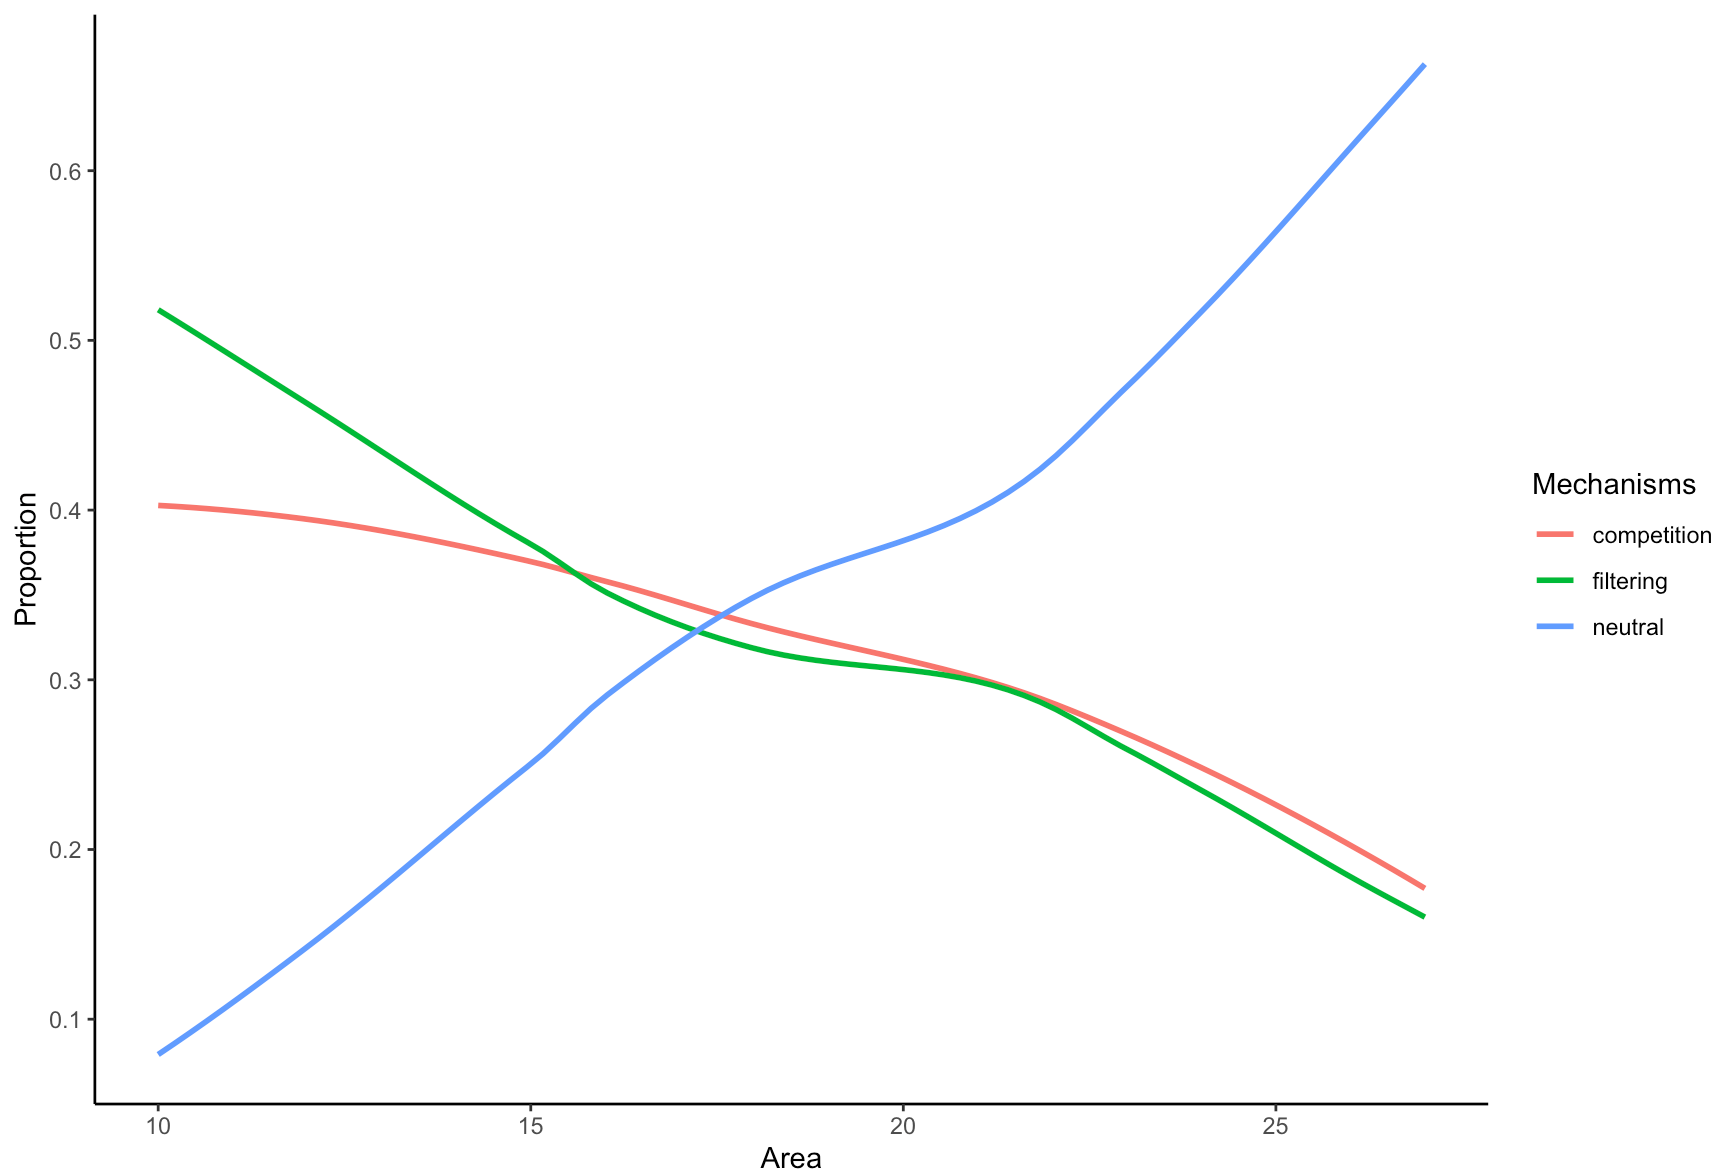 0.6
0.5
0.4
0.3
0.2
0.1
Proportion
10 15 20 25
Area
Mechanisms
competition
filtering
neutral